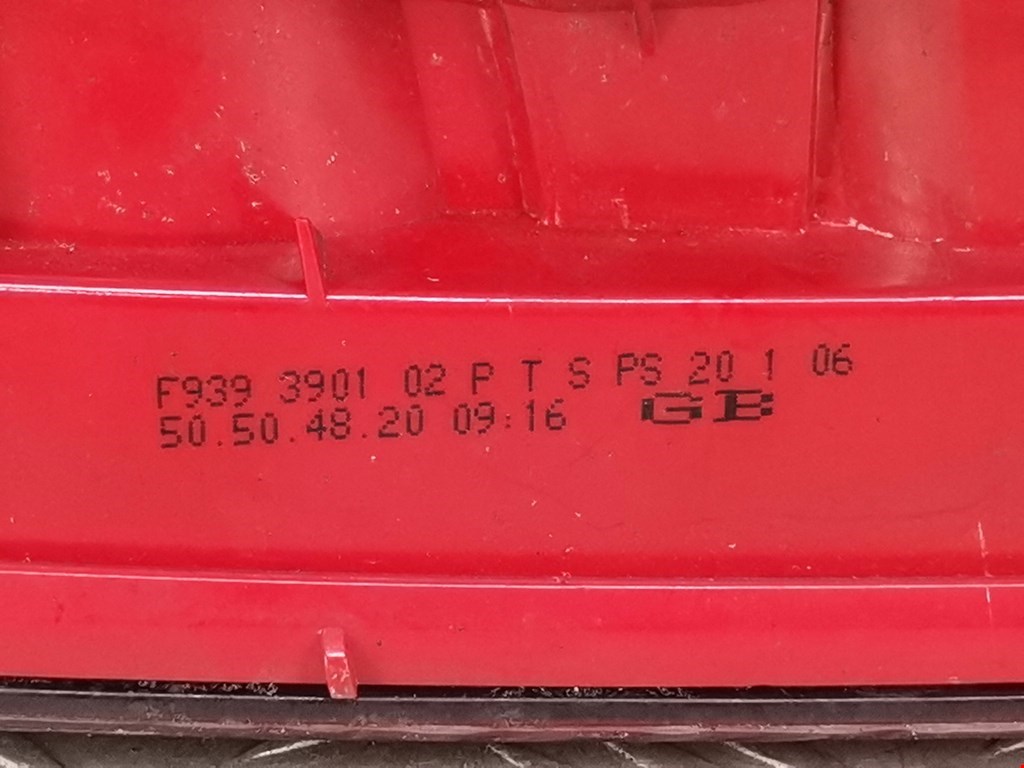 F939 3901 02 P T S PS 20 1 06
50.50.48.20 09:16 GB